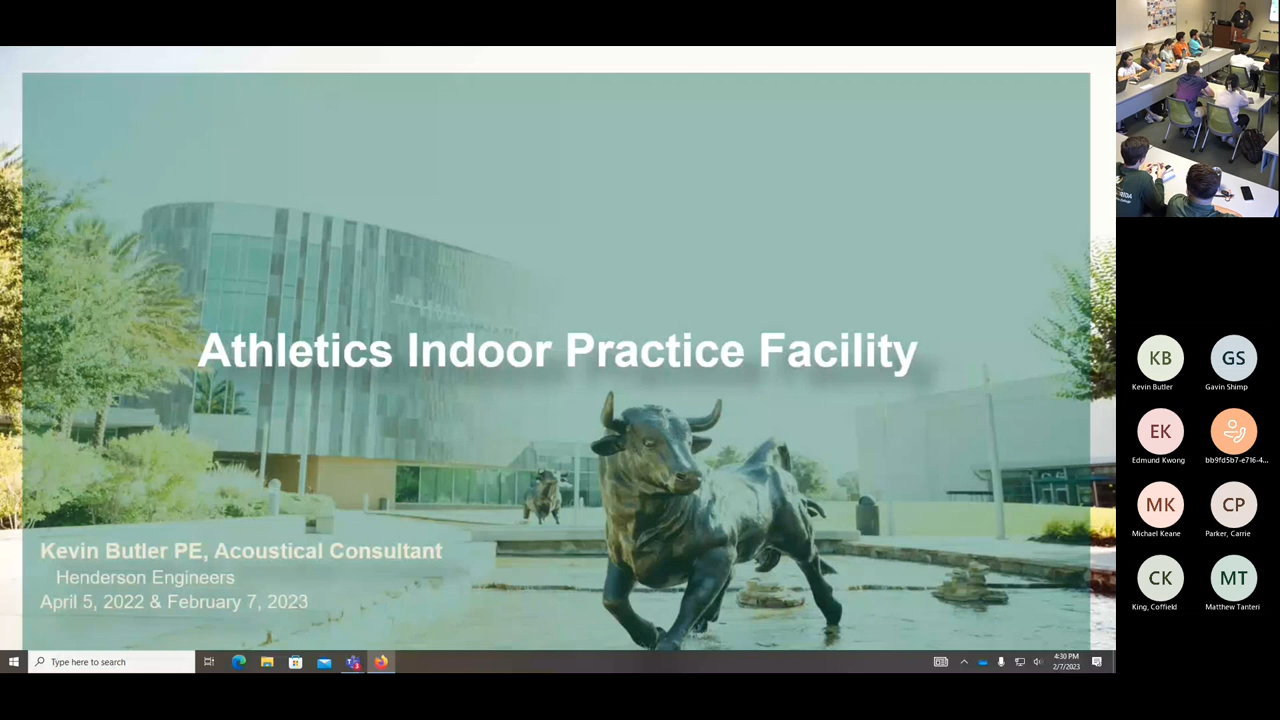 Athletics Indoor Practice Facility
Kevin Butler PE, Acoustical Consultant
Henderson Engineers
April 5, 2022 & February 7, 2023
Type here to search
4:30 PM
2/7/2023
KB
GS
Kevin Butler
Gavin Shimp
EK
Edmund Kwong
bb9fd5b7-e716-4...
MK
CP
Michael Keane
Parker, Carrie
CK
MT
King, Coffield
Matthew Tanteri